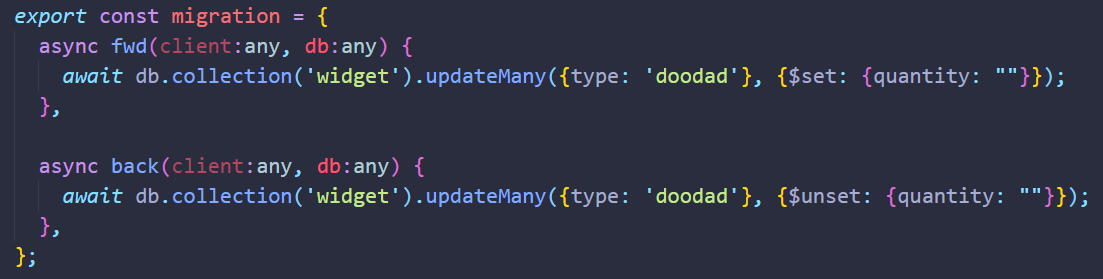 export const migration = {
  async fwd(client:any, db:any) {
    await db.collection('widget').updateMany({type: 'doodad'}, {$set: {quantity: ""}});
  },

  async back(client:any, db:any) {
    await db.collection('widget').updateMany({type: 'doodad'}, {$unset: {quantity: ""}});
  },
};